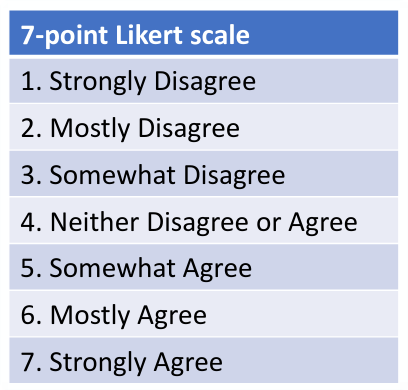 7-point Likert scale
1. Strongly Disagree
2. Mostly Disagree
3. Somewhat Disagree
4. Neither Disagree or Agree
5. Somewhat Agree
6. Mostly Agree
7. Strongly Agree